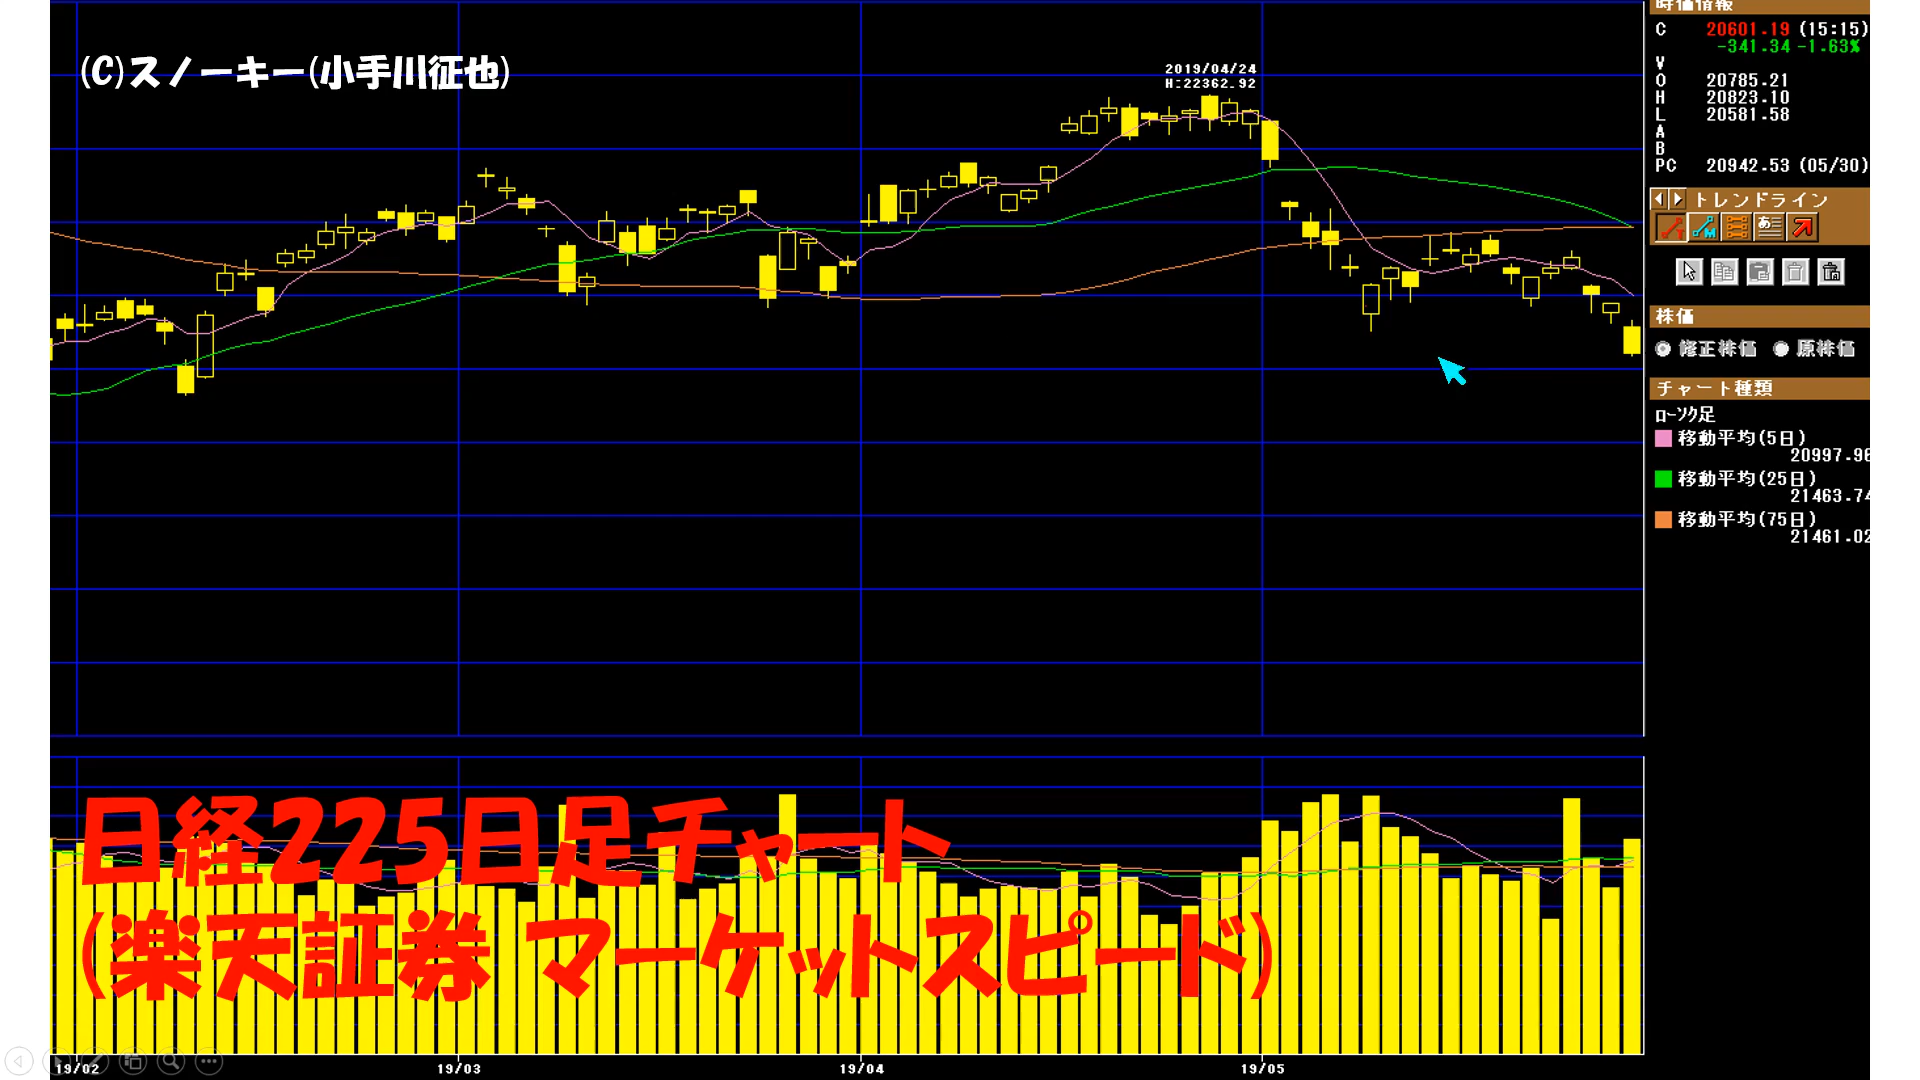 時価情報
(C)スノーキー(小手川征也)
2019/04/24
H:22362.92
C 20601.19 (15:15)
-341.34 -1.63%
V
O 20785.21
H 20823.10
L 20581.58
A
B
PC 20942.53 (05/30)
トレンドライン
株価
修正株価 原株価
チャート種類
ローソク足
移動平均(5日)
20997.96
移動平均(25日)
21463.74
移動平均(75日)
21461.02
日経225日足チャート
(楽天証券 マーケットスピード)
19/02 19/03 19/04 19/05